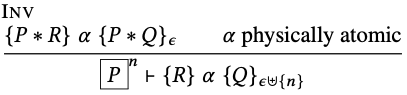 INV
{P ∗ R} α {P ∗ Q}ϵ α physically atomic
P n ⊢ {R} α {Q}ϵ⊎{n}